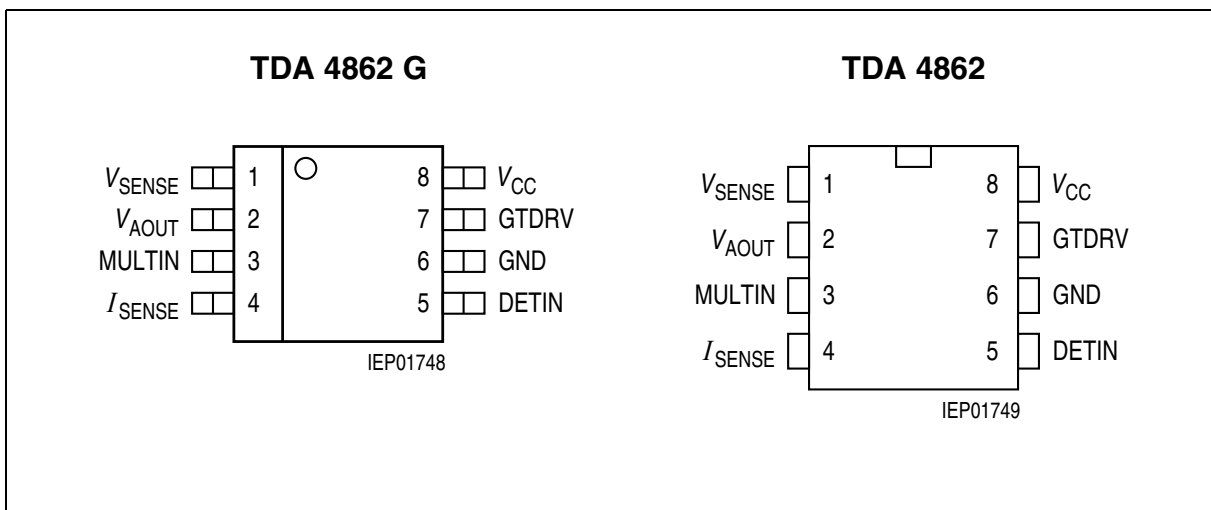 TDA 4862 G
VSENSE 1 8 VCC
VAOUT 2 7 GTDRV
MULTIN 3 6 GND
ISENSE 4 5 DETIN
IEP01748
TDA 4862
VSENSE 1 8 VCC
VAOUT 2 7 GTDRV
MULTIN 3 6 GND
ISENSE 4 5 DETIN
IEP01749